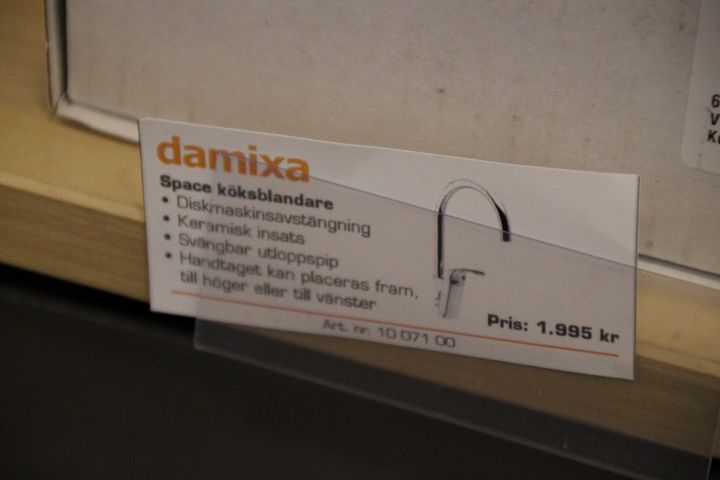 damixa
Space köksblandare
• Diskmaskinsavstängning
• Keramisk insats
• Svängbar utloppspip
• Handtaget kan placeras fram,
till höger eller till vänster
Pris: 1.995 kr
Art. nr. 10 071 00
6
V